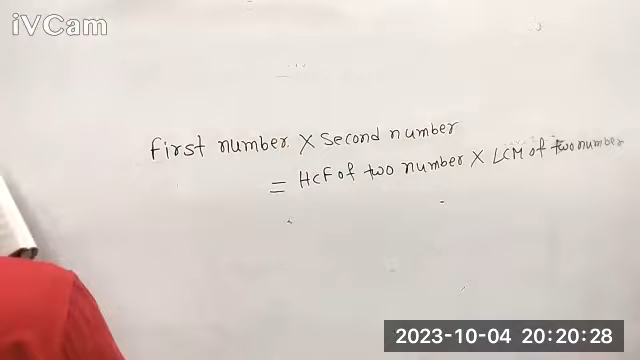 iVCam
First number X Second number
= HCF of two number X LCM of two number
2023-10-04 20:20:28